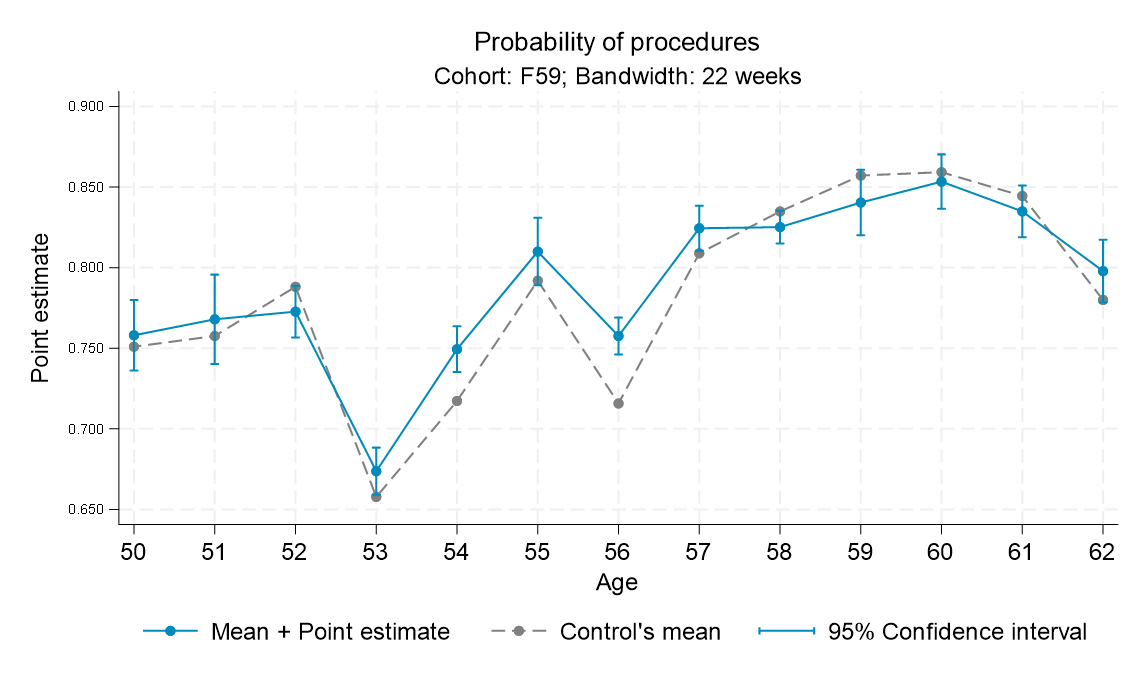 Probability of procedures
Cohort: F59; Bandwidth: 22 weeks
Point estimate
0.900
0.850
0.800
0.750
0.700
0.650
50 51 52 53 54 55 56 57 58 59 60 61 62
Age
Mean + Point estimate Control's mean 95% Confidence interval